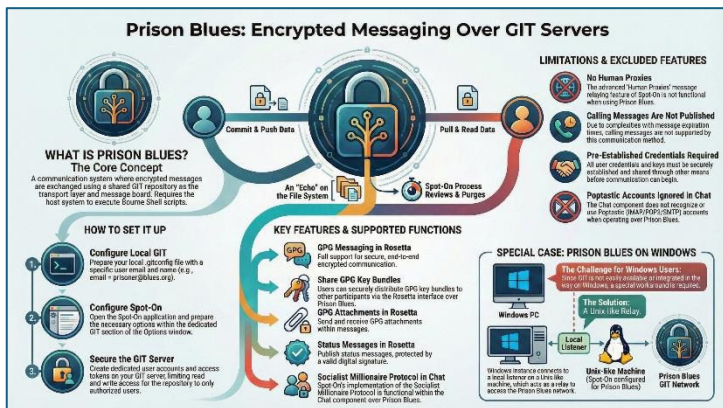 Prison Blues: Encrypted Messaging Over GIT Servers
Commit & Push Data
Pull & Read Data
An "Echo" on
the File System
Spot-On Process
Reviews & Purges
WHAT IS PRISON BLUES?
The Core Concept
A communication system where encrypted messages
are exchanged using a shared GIT repository as the
transport layer and message board. Requires the
host system to execute Bourne Shell scripts.
HOW TO SET IT UP
1.
Configure Local GIT
Prepare your local .gitconfig file with a
specific user email and name (e.g.,
email = prisoner@blues.org).
2.
Configure Spot-On
Open the Spot-On application and prepare
the necessary options within the dedicated
GIT section of the Options window.
3.
Secure the GIT Server
Create dedicated user accounts and access
tokens on your GIT server, limiting read
and write access for the repository to only
authorized users.
KEY FEATURES & SUPPORTED FUNCTIONS
GPG
GPG Messaging in Rosetta
Full support for secure, end-to-end
encrypted communication.
Share GPG Key Bundles
Users can securely distribute GPG key bundles to
other participants via the Rosetta interface over
Prison Blues.
GPG Attachments in Rosetta
Send and receive GPG attachments
within messages.
Status Messages in Rosetta
Publish status messages, protected by
a valid digital signature.
Socialist Millionaire Protocol in Chat
Spot-On's implementation of the Socialist
Millionaire Protocol is functional within the
Chat component over Prison Blues.
LIMITATIONS & EXCLUDED FEATURES
No Human Proxies
The advanced 'Human Proxies' message
relaying feature of Spot-On is not functional
when using Prison Blues.
Calling Messages Are Not Published
Due to complexities with message expiration
times, calling messages are not supported by
this communication method.
Pre-Established Credentials Required
All user credentials and keys must be securely
established and shared through other means
before communication can begin.
Poptastic Accounts Ignored in Chat
The Chat component does not recognize or
use Poptastic (IMAP/POP3/SMTP) accounts
when operating over Prison Blues.
SPECIAL CASE: PRISON BLUES ON WINDOWS
The Challenge for Windows Users:
Since GIT is not easily available or integrated in the
way on Windows, a special workaround is required.
The Solution:
A Unix-like Relay.
Windows PC
Local
Listener
Windows instance connects
to a local listener on a Unix-like
machine, which acts as a relay to
access the Prison Blues network.
Unix-like Machine
(Spot-On configured
for Prison Blues)
Prison Blues
GIT Network